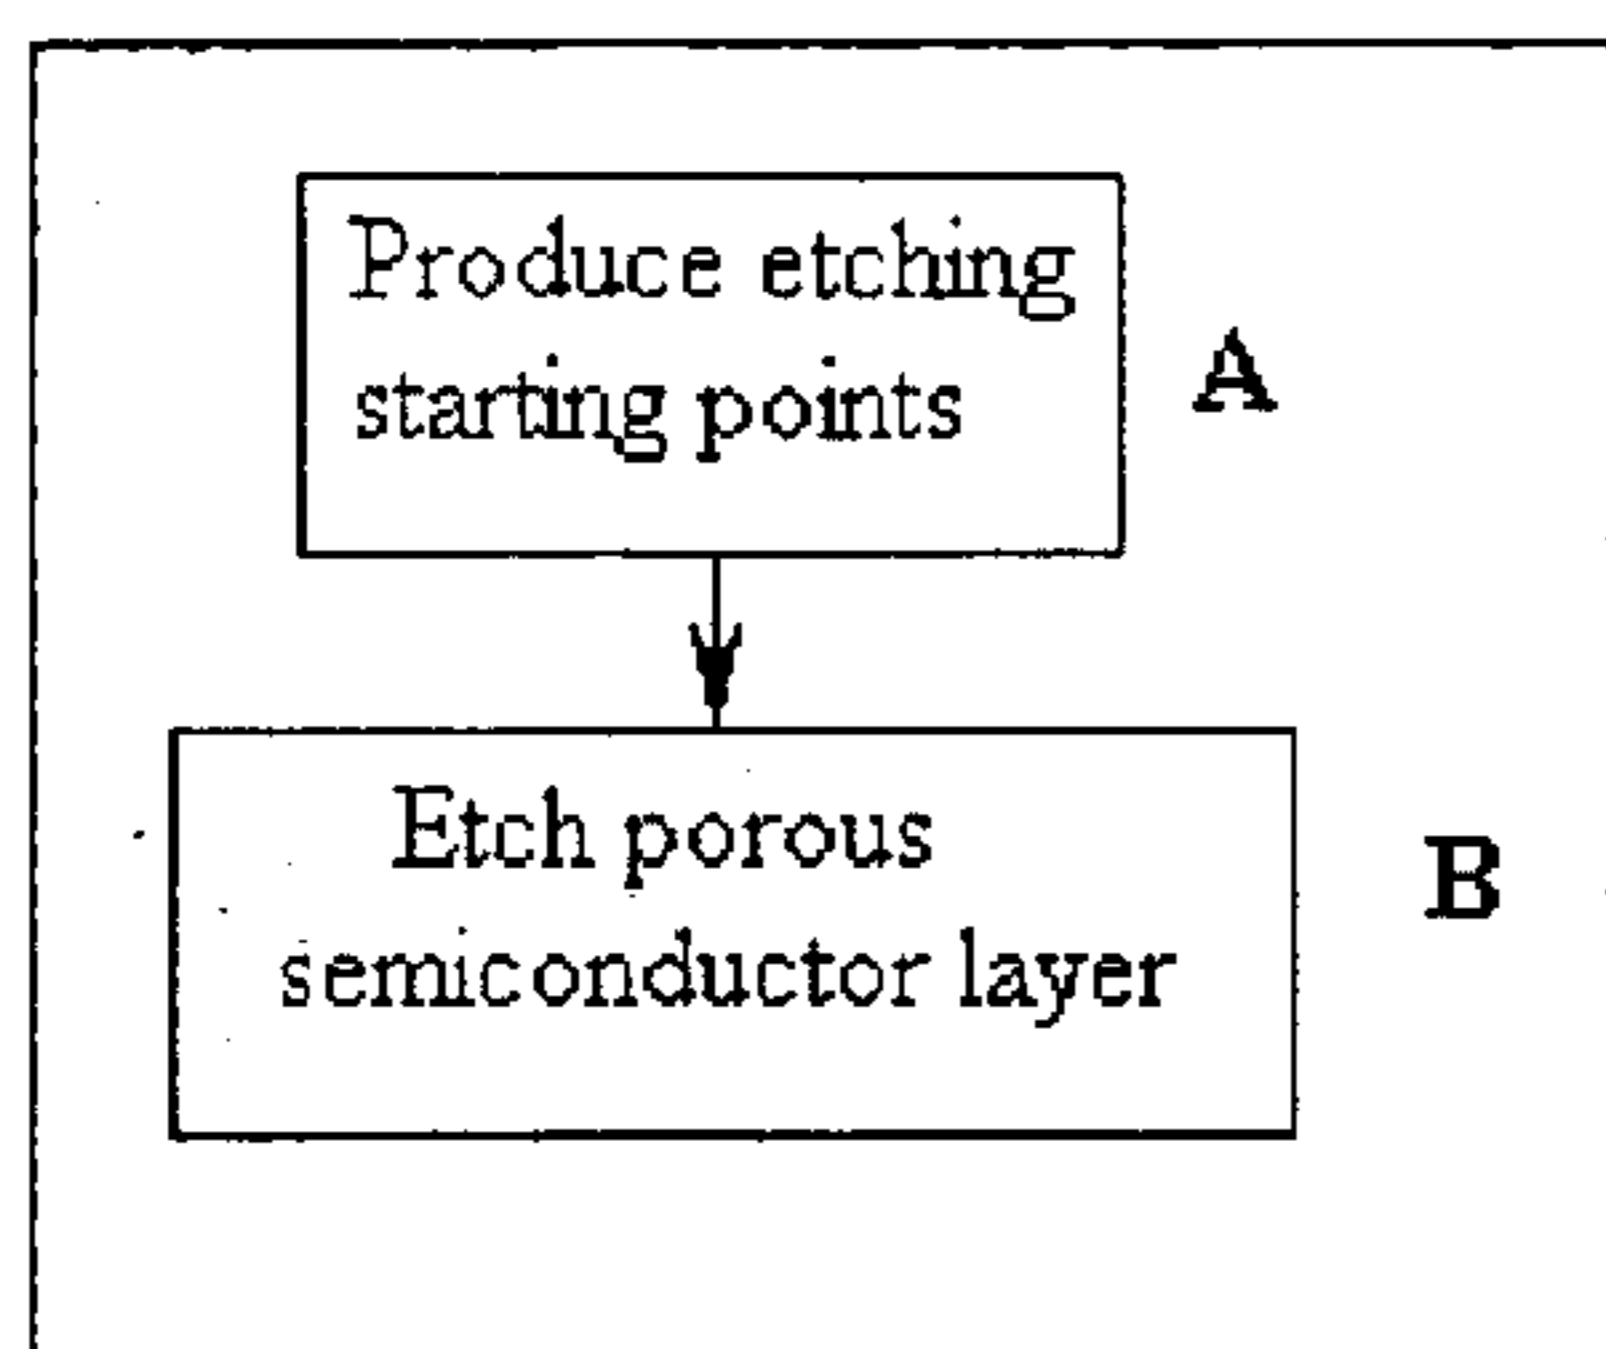 Produce etching
starting points
A
Etch porous
semiconductor layer
B